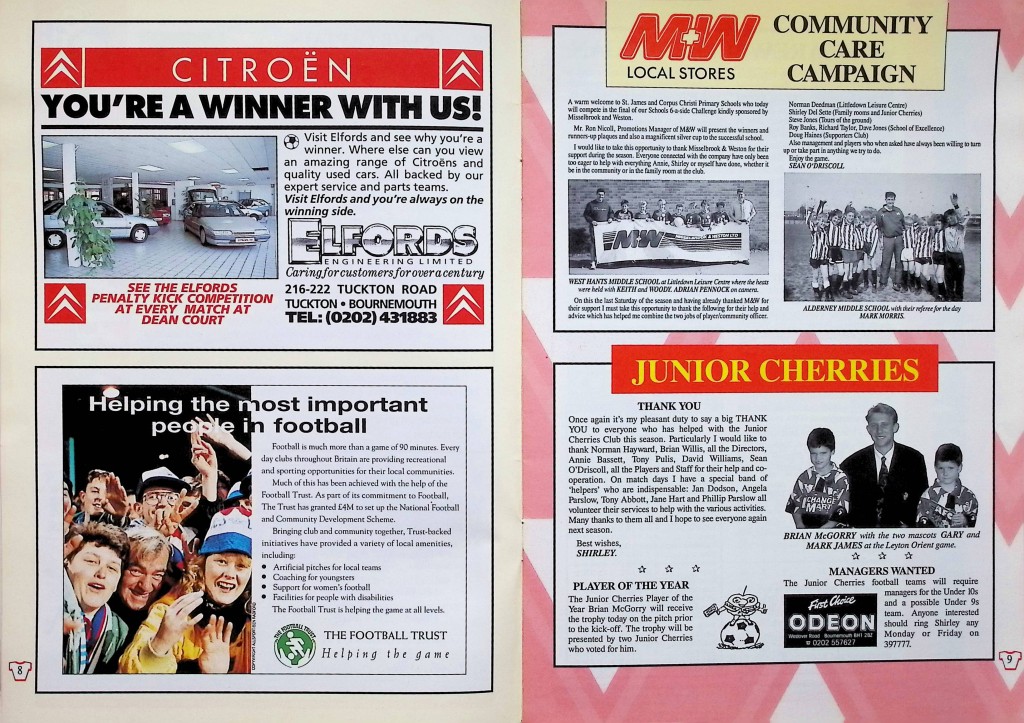 CITROËN
YOU'RE A WINNER WITH US!
Visit Elfords and see why you're a
winner. Where else can you view
an amazing range of Citroëns and
quality used cars. All backed by our
expert service and parts teams.
Visit Elfords and you're always on the
winning side.
ELFORDS
ENGINEERING LIMITED
Caring for customers for over a century
SEE THE ELFORDS
PENALTY KICK COMPETITION
AT EVERY MATCH AT
DEAN COURT
216-222 TUCKTON ROAD
TUCKTON • BOURNEMOUTH
TEL: (0202) 431883
Helping the most important
people in football
Football is much more than a game of 90 minutes. Every
day clubs throughout Britain are providing recreational
and sporting opportunities for their local communities.
Much of this has been achieved with the help of the
Football Trust. As part of its commitment to Football,
The Trust has granted £4M to set up the National Football
and Community Development Scheme.
Bringing club and community together, Trust-backed
initiatives have provided a variety of local amenities,
including:
• Artificial pitches for local teams
• Coaching for youngsters
• Support for women's football
• Facilities for people with disabilities
The Football Trust is helping the game at all levels.
THE FOOTBALL TRUST
THE FOOTBALL TRUST
Helping the game
8
M+W
LOCAL STORES
COMMUNITY
CARE
CAMPAIGN
A warm welcome to St. James and Corpus Christi Primary Schools who today
will compete in the final of our Schools 6-a-side Challenge kindly sponsored by
Misselbrook and Weston.
Mr. Ron Nicoll, Promotions Manager of M&W will present the winners and
runners-up plaques and also a magnificent silver cup to the successful school.
I would like to take this opportunity to thank Misselbrook & Weston for their
support during the season. Everyone connected with the company have only been
too eager to help with everything Annie, Shirley or myself have done, whether it
be in the community or in the family room at the club.
M+W
MISSELBROOK & WESTON LTD
WEST HANTS MIDDLE SCHOOL at Littledown Leisure Centre where the heats
were held with KEITH and WOODY. ADRIAN PENNOCK on camera.
On this the last Saturday of the season and having already thanked M&W for
their support I must take this opportunity to thank the following for their help and
advice which has helped me combine the two jobs of player/community officer.
Norman Deedman (Littledown Leisure Centre)
Shirley Del Sette (Family rooms and Junior Cherries)
Steve Jones (Tours of the ground)
Roy Banks, Richard Taylor, Dave Jones (School of Excellence)
Doug Haines (Supporters Club)
Also management and players who when asked have always been willing to turn
up or take part in anything we try to do.
Enjoy the game.
SEAN O'DRISCOLL
ALDERNEY MIDDLE SCHOOL with their referee for the day
MARK MORRIS.
JUNIOR CHERRIES
THANK YOU
Once again it's my pleasant duty to say a big THANK
YOU to everyone who has helped with the Junior
Cherries Club this season. Particularly I would like to
thank Norman Hayward, Brian Willis, all the Directors,
Annie Bassett, Tony Pulis, David Williams, Sean
O'Driscoll, all the Players and Staff for their help and co-
operation. On match days I have a special band of
'helpers' who are indispensable: Jan Dodson, Angela
Parslow, Tony Abbott, Jane Hart and Phillip Parslow all
volunteer their services to help with the various activities.
Many thanks to them all and I hope to see everyone again
next season.
Best wishes,
SHIRLEY.
PLAYER OF THE YEAR
The Junior Cherries Player of the
Year Brian McGorry will receive
the trophy today on the pitch prior
to the kick-off. The trophy will be
presented by two Junior Cherries
who voted for him.
BRIAN McGORRY with the two mascots GARY and
MARK JAMES at the Leyton Orient game.
MANAGERS WANTED
The Junior Cherries football teams will require
managers for the Under 10s
and a possible Under 9s
team. Anyone interested
should ring Shirley any
Monday or Friday on
397777.
First Choice
ODEON
Westover Road Bournemouth BH1 2BZ
☎ 0202 557627
9